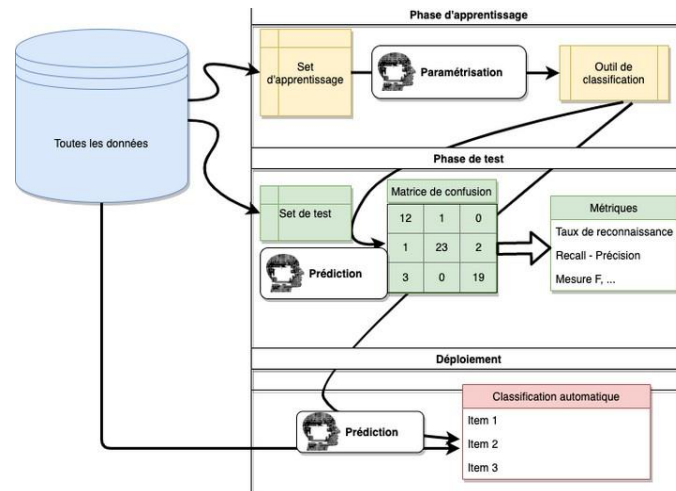 Phase d'apprentissage
Set
d'apprentissage
Paramétrisation
Outil de
classification
Toutes les données
Phase de test
Set de test
Prédiction
Matrice de confusion
12 1 0
1 23 2
3 0 19
Métriques
Taux de reconnaissance
Recall - Précision
Mesure F, ...
Déploiement
Prédiction
Classification automatique
Item 1
Item 2
Item 3